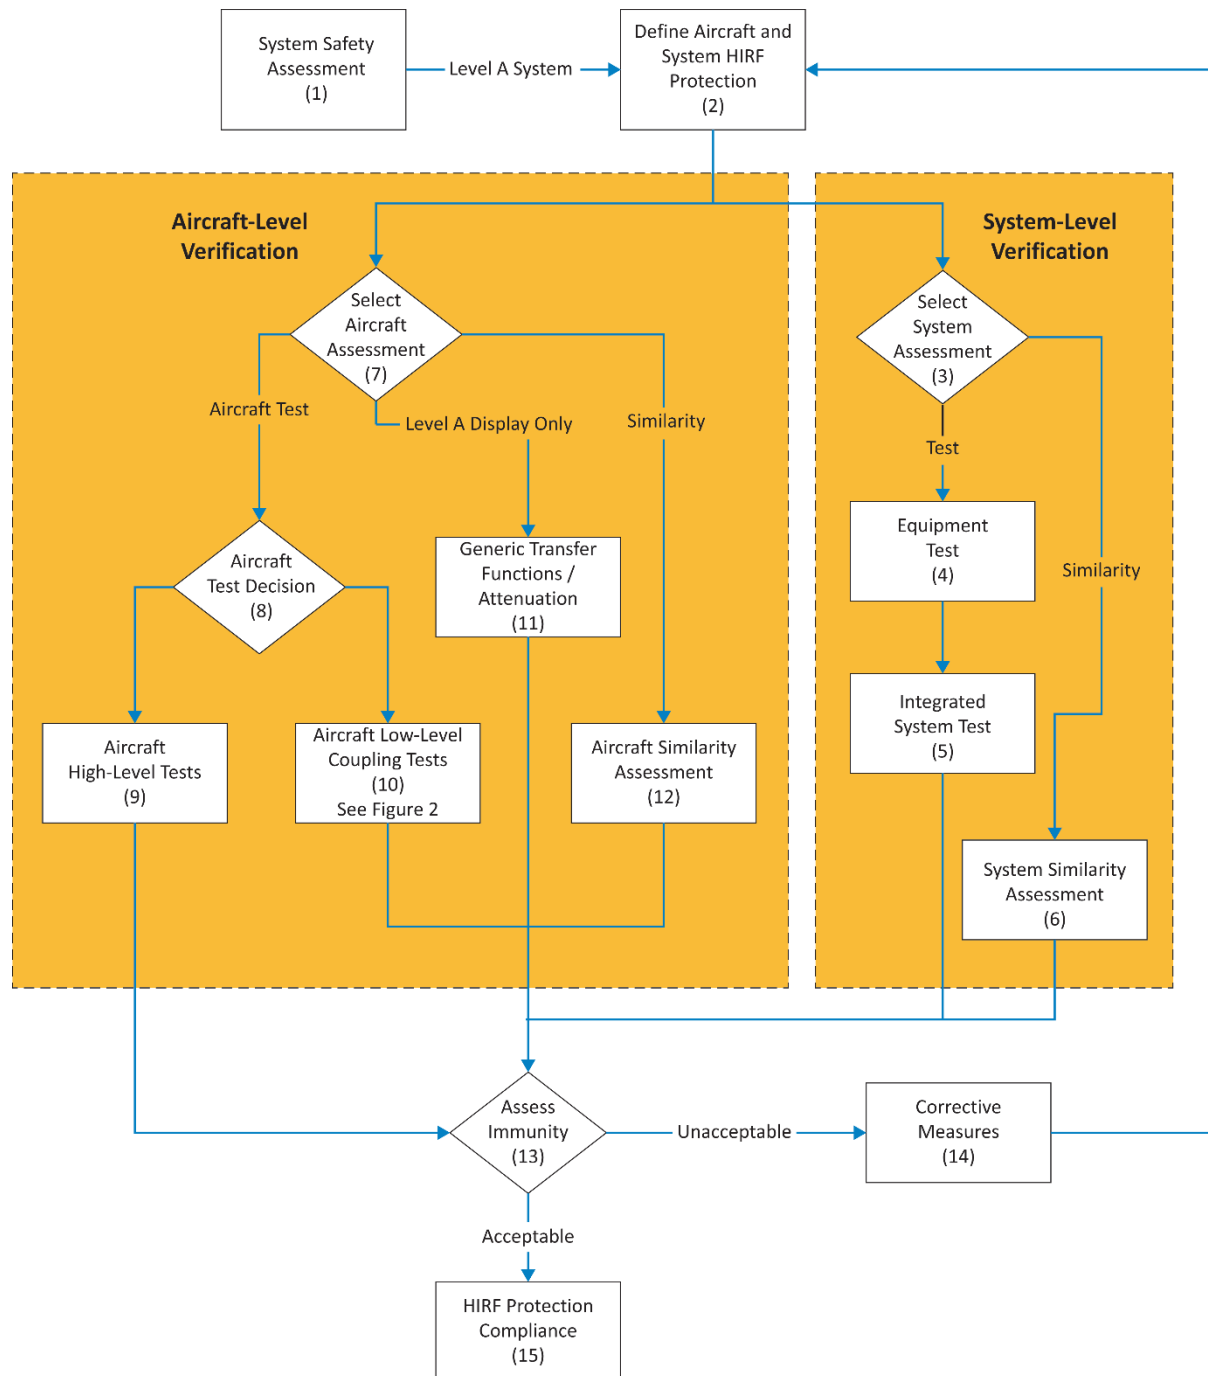 System Safety
Assessment
(1)
Level A System
Define Aircraft and
System HIRF
Protection
(2)
Aircraft-Level
Verification
System-Level
Verification
Select
Aircraft
Assessment
(7)
Select
System
Assessment
(3)
Aircraft Test
Level A Display Only
Similarity
Test
Aircraft
Test Decision
(8)
Generic Transfer
Functions /
Attenuation
(11)
Equipment
Test
(4)
Similarity
Aircraft
High-Level Tests
(9)
Aircraft Low-Level
Coupling Tests
(10)
See Figure 2
Aircraft Similarity
Assessment
(12)
Integrated
System Test
(5)
System Similarity
Assessment
(6)
Assess
Immunity
(13)
Unacceptable
Corrective
Measures
(14)
Acceptable
HIRF Protection
Compliance
(15)